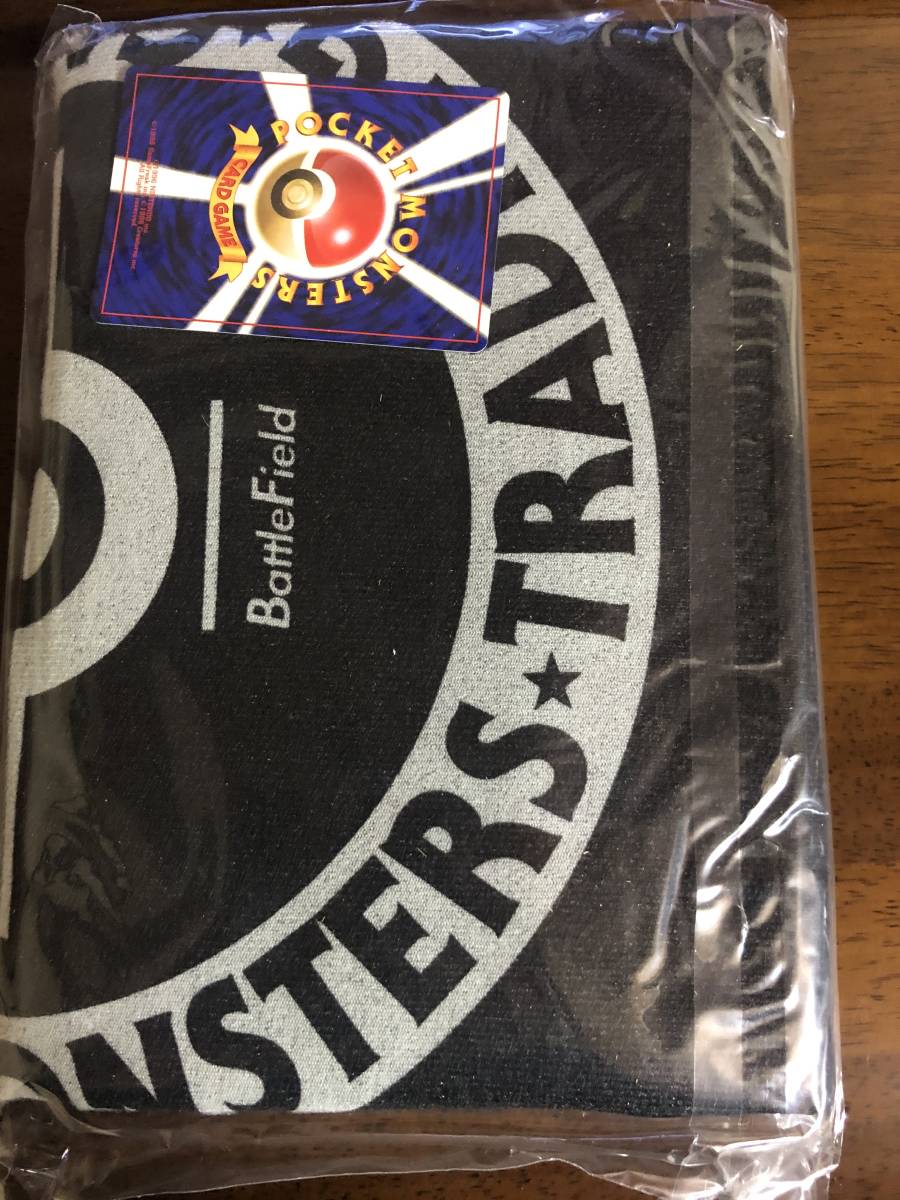 POCKET MONSTERS
CARD GAME
BattleField
NSTERS★TRAD